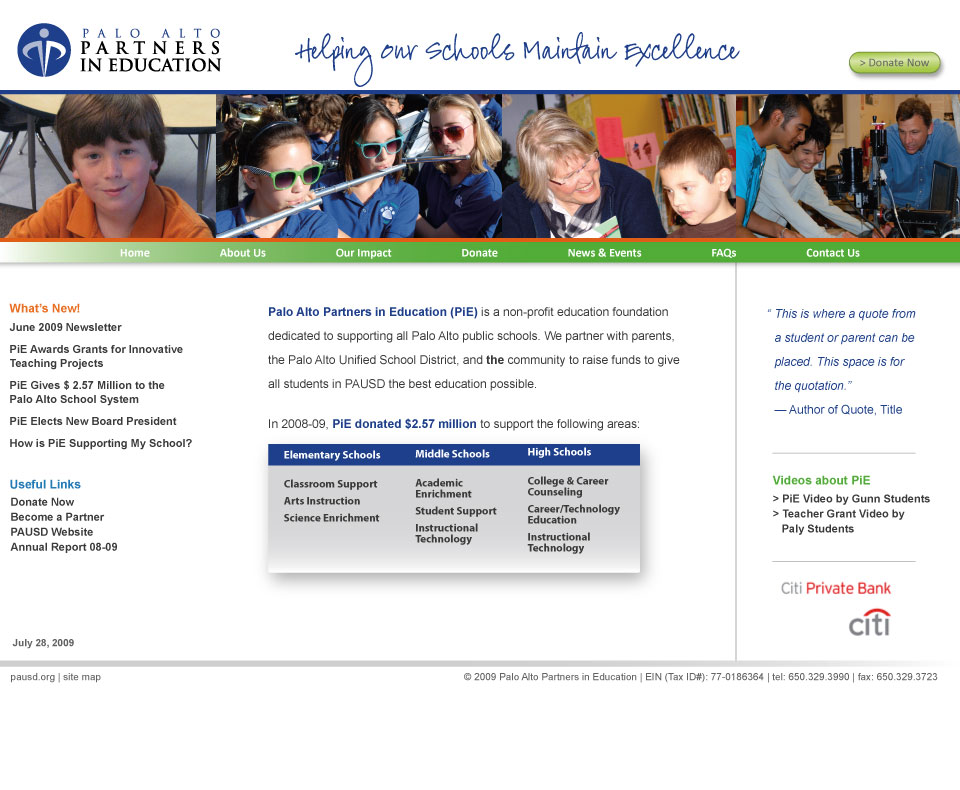 PALO ALTO
PARTNERS
IN EDUCATION
Helping Our Schools Maintain Excellence
> Donate Now
Home About Us Our Impact Donate News & Events FAQs Contact Us
What's New!
June 2009 Newsletter
PiE Awards Grants for Innovative
Teaching Projects
PiE Gives $ 2.57 Million to the
Palo Alto School System
PiE Elects New Board President
How is PiE Supporting My School?
Useful Links
Donate Now
Become a Partner
PAUSD Website
Annual Report 08-09
July 28, 2009
Palo Alto Partners in Education (PiE) is a non-profit education foundation
dedicated to supporting all Palo Alto public schools. We partner with parents,
the Palo Alto Unified School District, and the community to raise funds to give
all students in PAUSD the best education possible.
In 2008-09, PiE donated $2.57 million to support the following areas:
Elementary Schools
Classroom Support
Arts Instruction
Science Enrichment
Middle Schools
Academic
Enrichment
Student Support
Instructional
Technology
High Schools
College & Career
Counseling
Career/Technology
Education
Instructional
Technology
“ This is where a quote from
a student or parent can be
placed. This space is for
the quotation.”
— Author of Quote, Title
Videos about PiE
> PiE Video by Gunn Students
> Teacher Grant Video by
Paly Students
Citi Private Bank
citi
pausd.org | site map
© 2009 Palo Alto Partners in Education | EIN (Tax ID#): 77-0186364 | tel: 650.329.3990 | fax: 650.329.3723